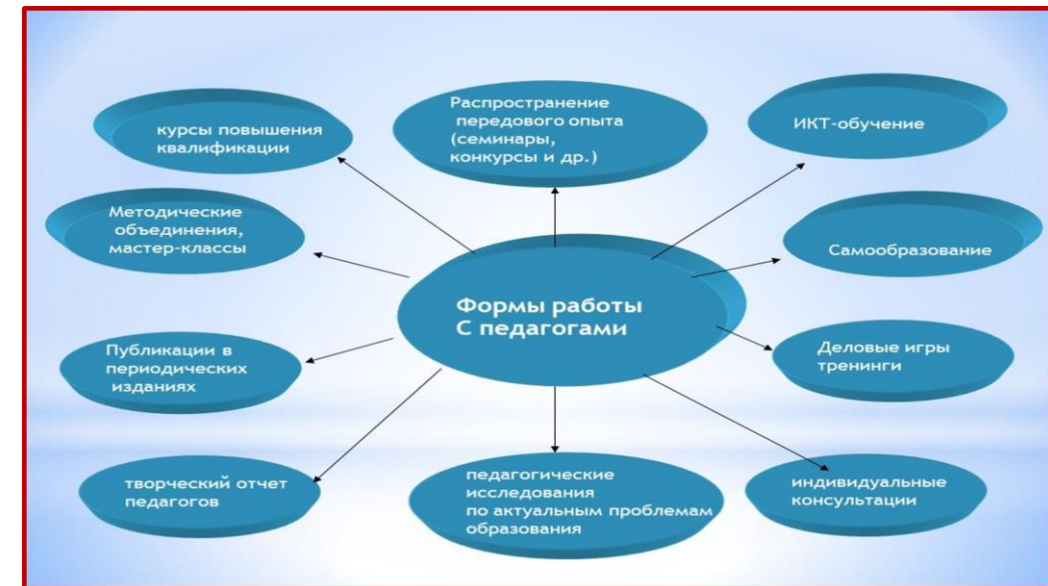 курсы повышения
квалификации
Распространение
передового опыта
(семинары,
конкурсы и др.)
ИКТ-обучение
Методические
объединения,
мастер-классы
Самообразование
Формы работы
С педагогами
Публикации в
периодических
изданиях
Деловые игры
тренинги
творческий отчет
педагогов
педагогические
исследования
по актуальным проблемам
образования
индивидуальные
консультации